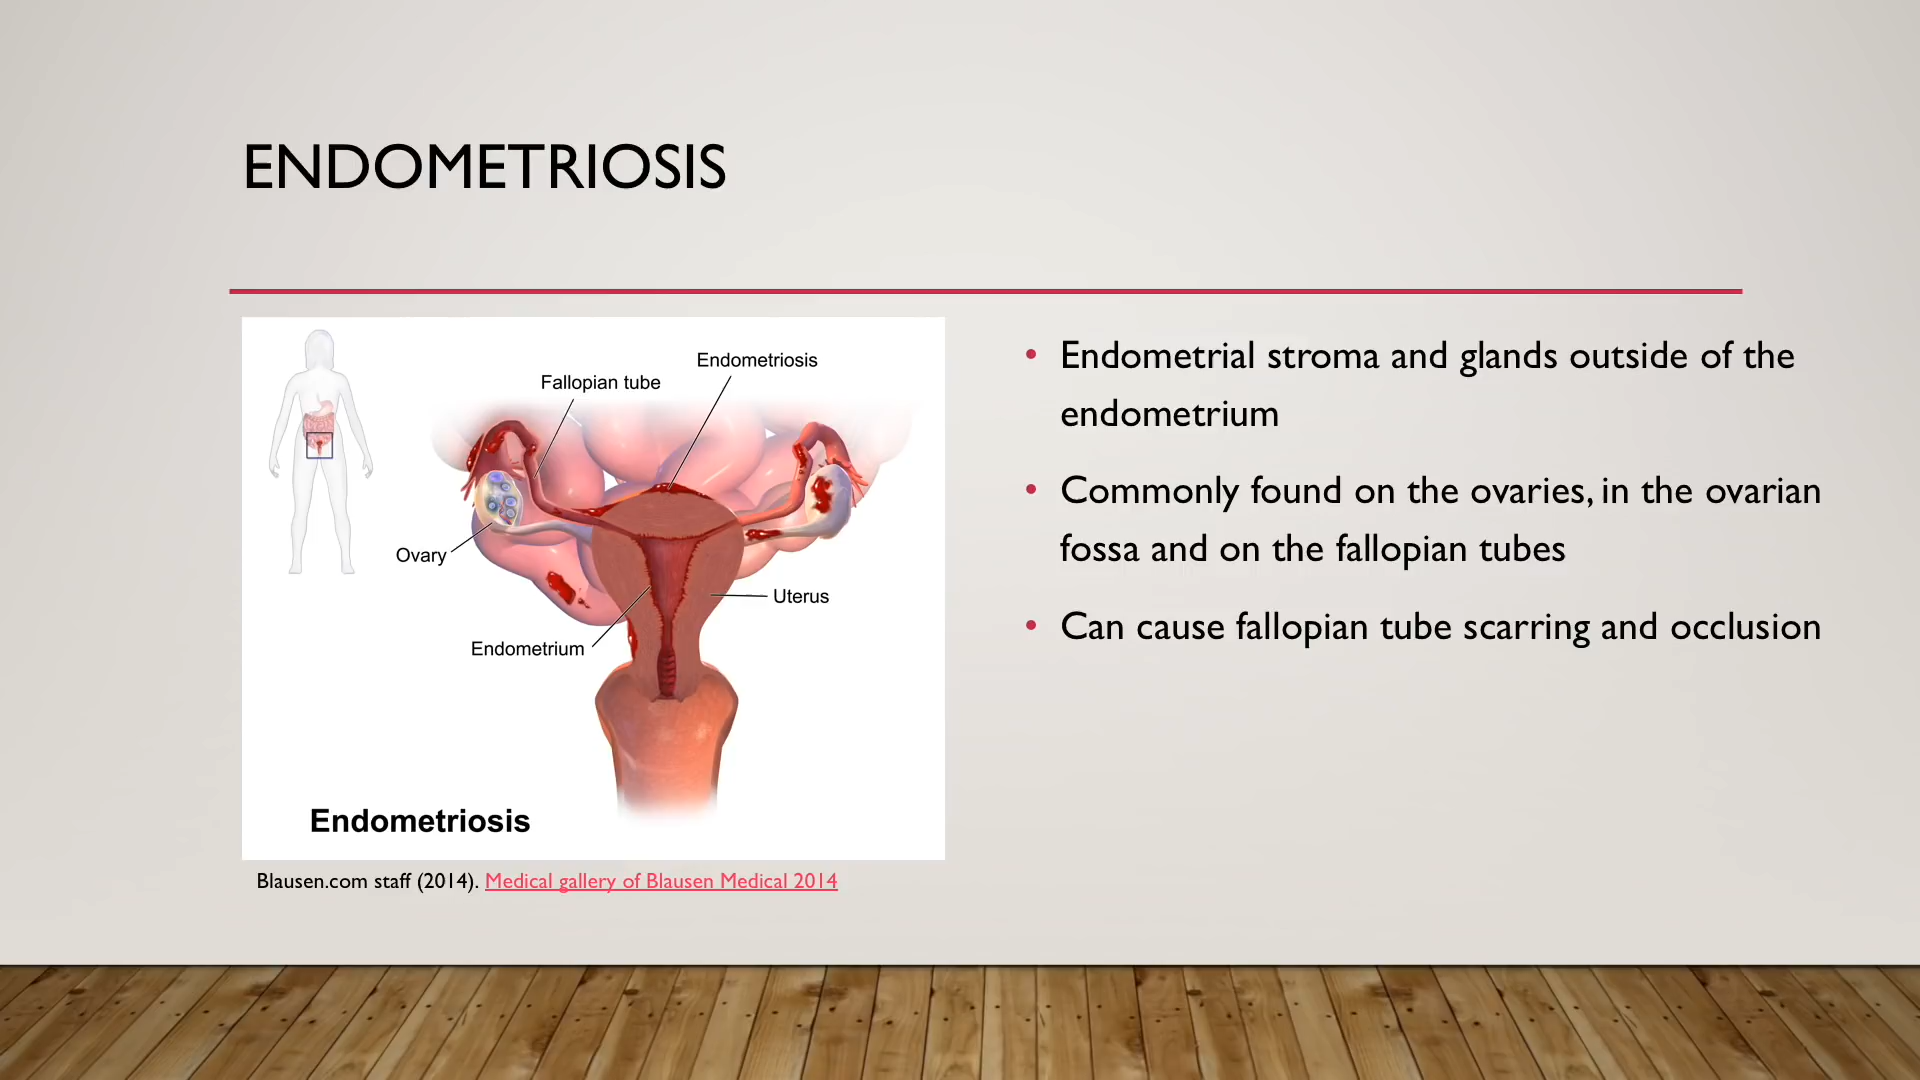 ENDOMETRIOSIS
Endometriosis
Fallopian tube
Ovary
Uterus
Endometrium
Endometriosis
Blausen.com staff (2014). Medical gallery of Blausen Medical 2014
• Endometrial stroma and glands outside of the
endometrium
• Commonly found on the ovaries, in the ovarian
fossa and on the fallopian tubes
• Can cause fallopian tube scarring and occlusion